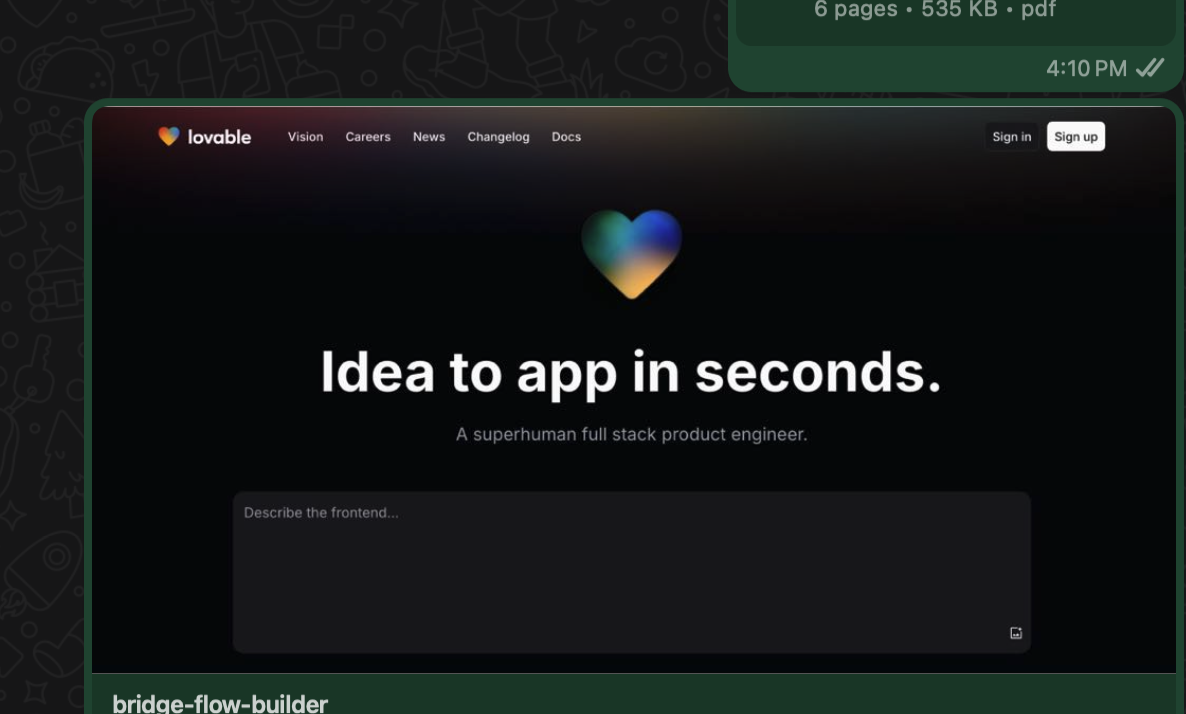 6 pages • 535 KB • pdf
4:10 PM
lovable Vision Careers News Changelog Docs Sign in Sign up
Idea to app in seconds.
A superhuman full stack product engineer.
Describe the frontend...
bridge-flow-builder